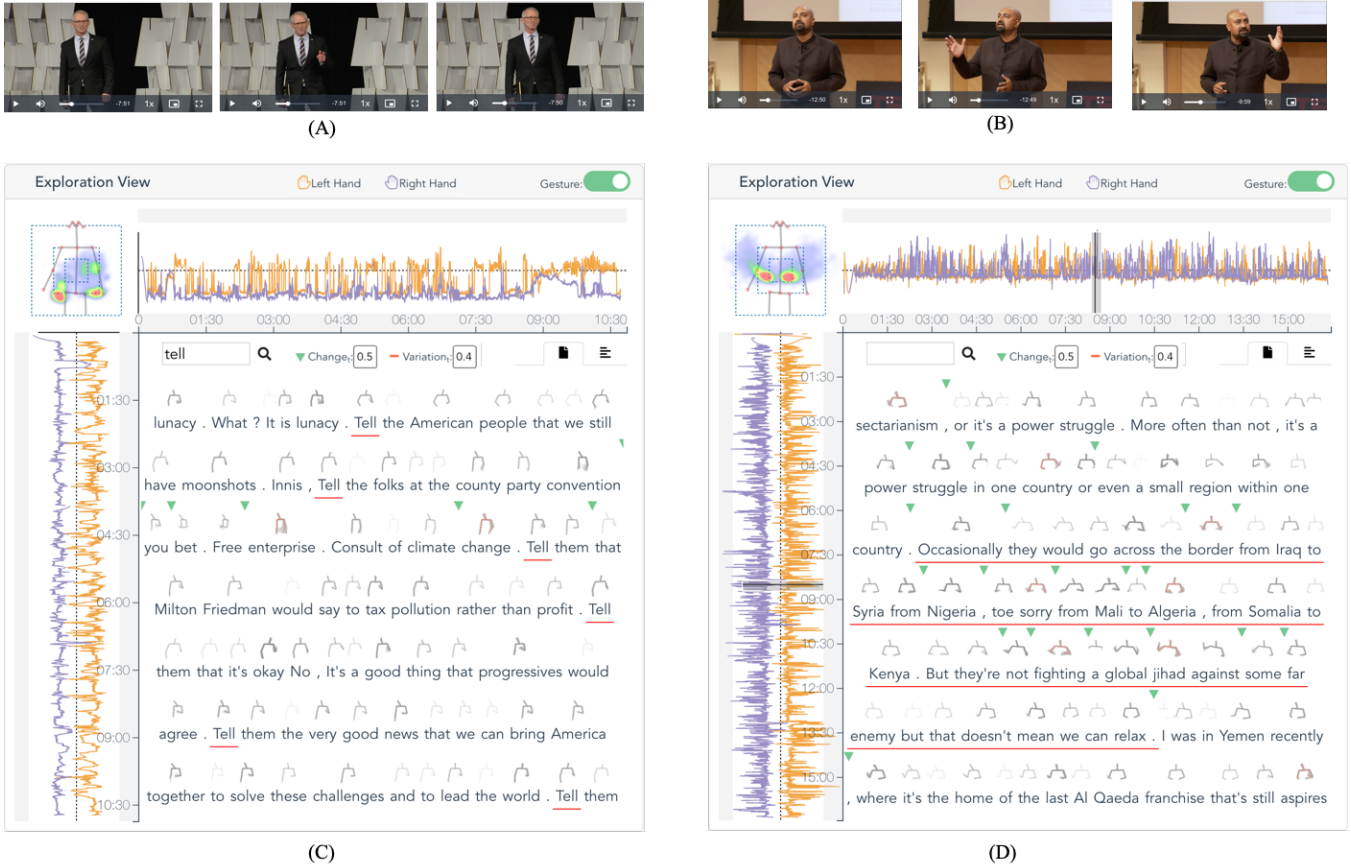 -7:51 1x
-7:51 1x
-7:50 1x
-12:50 1x
-12:49 1x
-9:59 1x
(A)
(B)
Exploration View Left Hand Right Hand Gesture:
0 01:30 03:00 04:30 06:00 07:30 09:00 10:30
tell Change₁: 0.5 Variation₁: 0.4
01:30
lunacy . What ? It is lunacy . Tell the American people that we still
03:00
have moonshots . Innis , Tell the folks at the county party convention
04:30
you bet . Free enterprise . Consult of climate change . Tell them that
06:00
Milton Friedman would say to tax pollution rather than profit . Tell
07:30
them that it's okay No , It's a good thing that progressives would
09:00
agree . Tell them the very good news that we can bring America
10:30
together to solve these challenges and to lead the world . Tell them
(C)
Exploration View Left Hand Right Hand Gesture:
0 01:30 03:00 04:30 06:00 07:30 09:00 10:30 12:00 13:30 15:00
Change₁: 0.5 Variation₁: 0.4
01:30
sectarianism , or it's a power struggle . More often than not , it's a
03:00
04:30
power struggle in one country or even a small region within one
06:00
country . Occasionally they would go across the border from Iraq to
07:30
09:00
Syria from Nigeria , toe sorry from Mali to Algeria , from Somalia to
10:30
Kenya . But they're not fighting a global jihad against some far
12:00
13:30
enemy but that doesn't mean we can relax . I was in Yemen recently
15:00
, where it's the home of the last Al Qaeda franchise that's still aspires
(D)